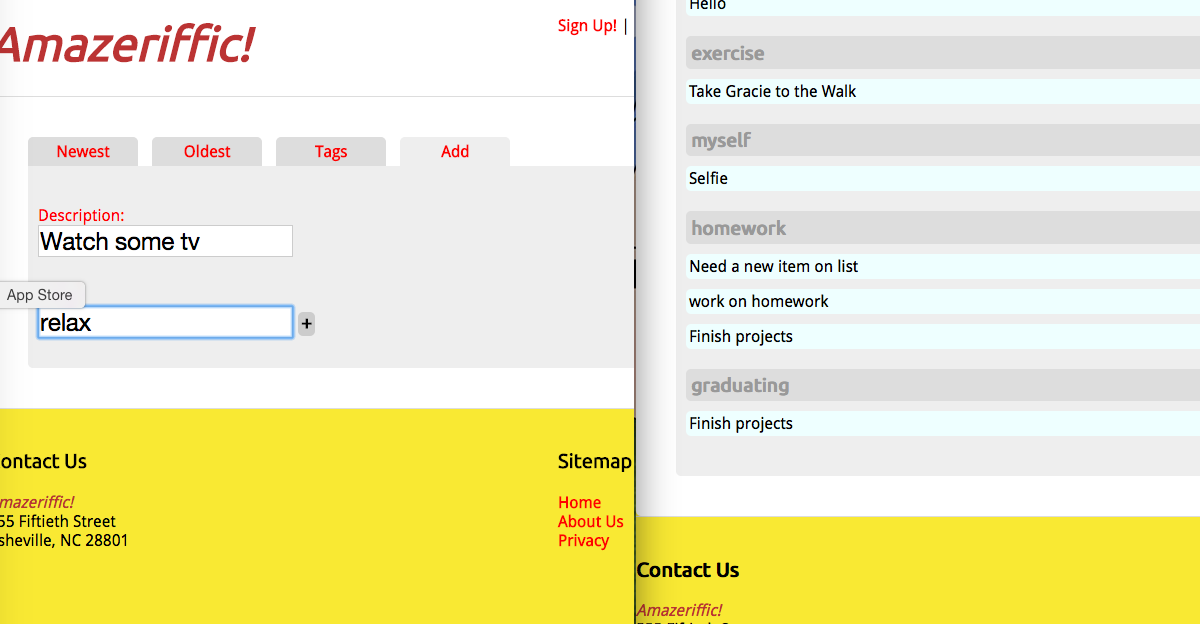 Amazeriffic!
Sign Up! |
Newest
Oldest
Tags
Add
Description:
Watch some tv
App Store
relax
+
ontact Us
mazeriffic!
55 Fiftieth Street
sheville, NC 28801
Sitemap
Home
About Us
Privacy
Hello
exercise
Take Gracie to the Walk
myself
Selfie
homework
Need a new item on list
work on homework
Finish projects
graduating
Finish projects
Contact Us
Amazeriffic!